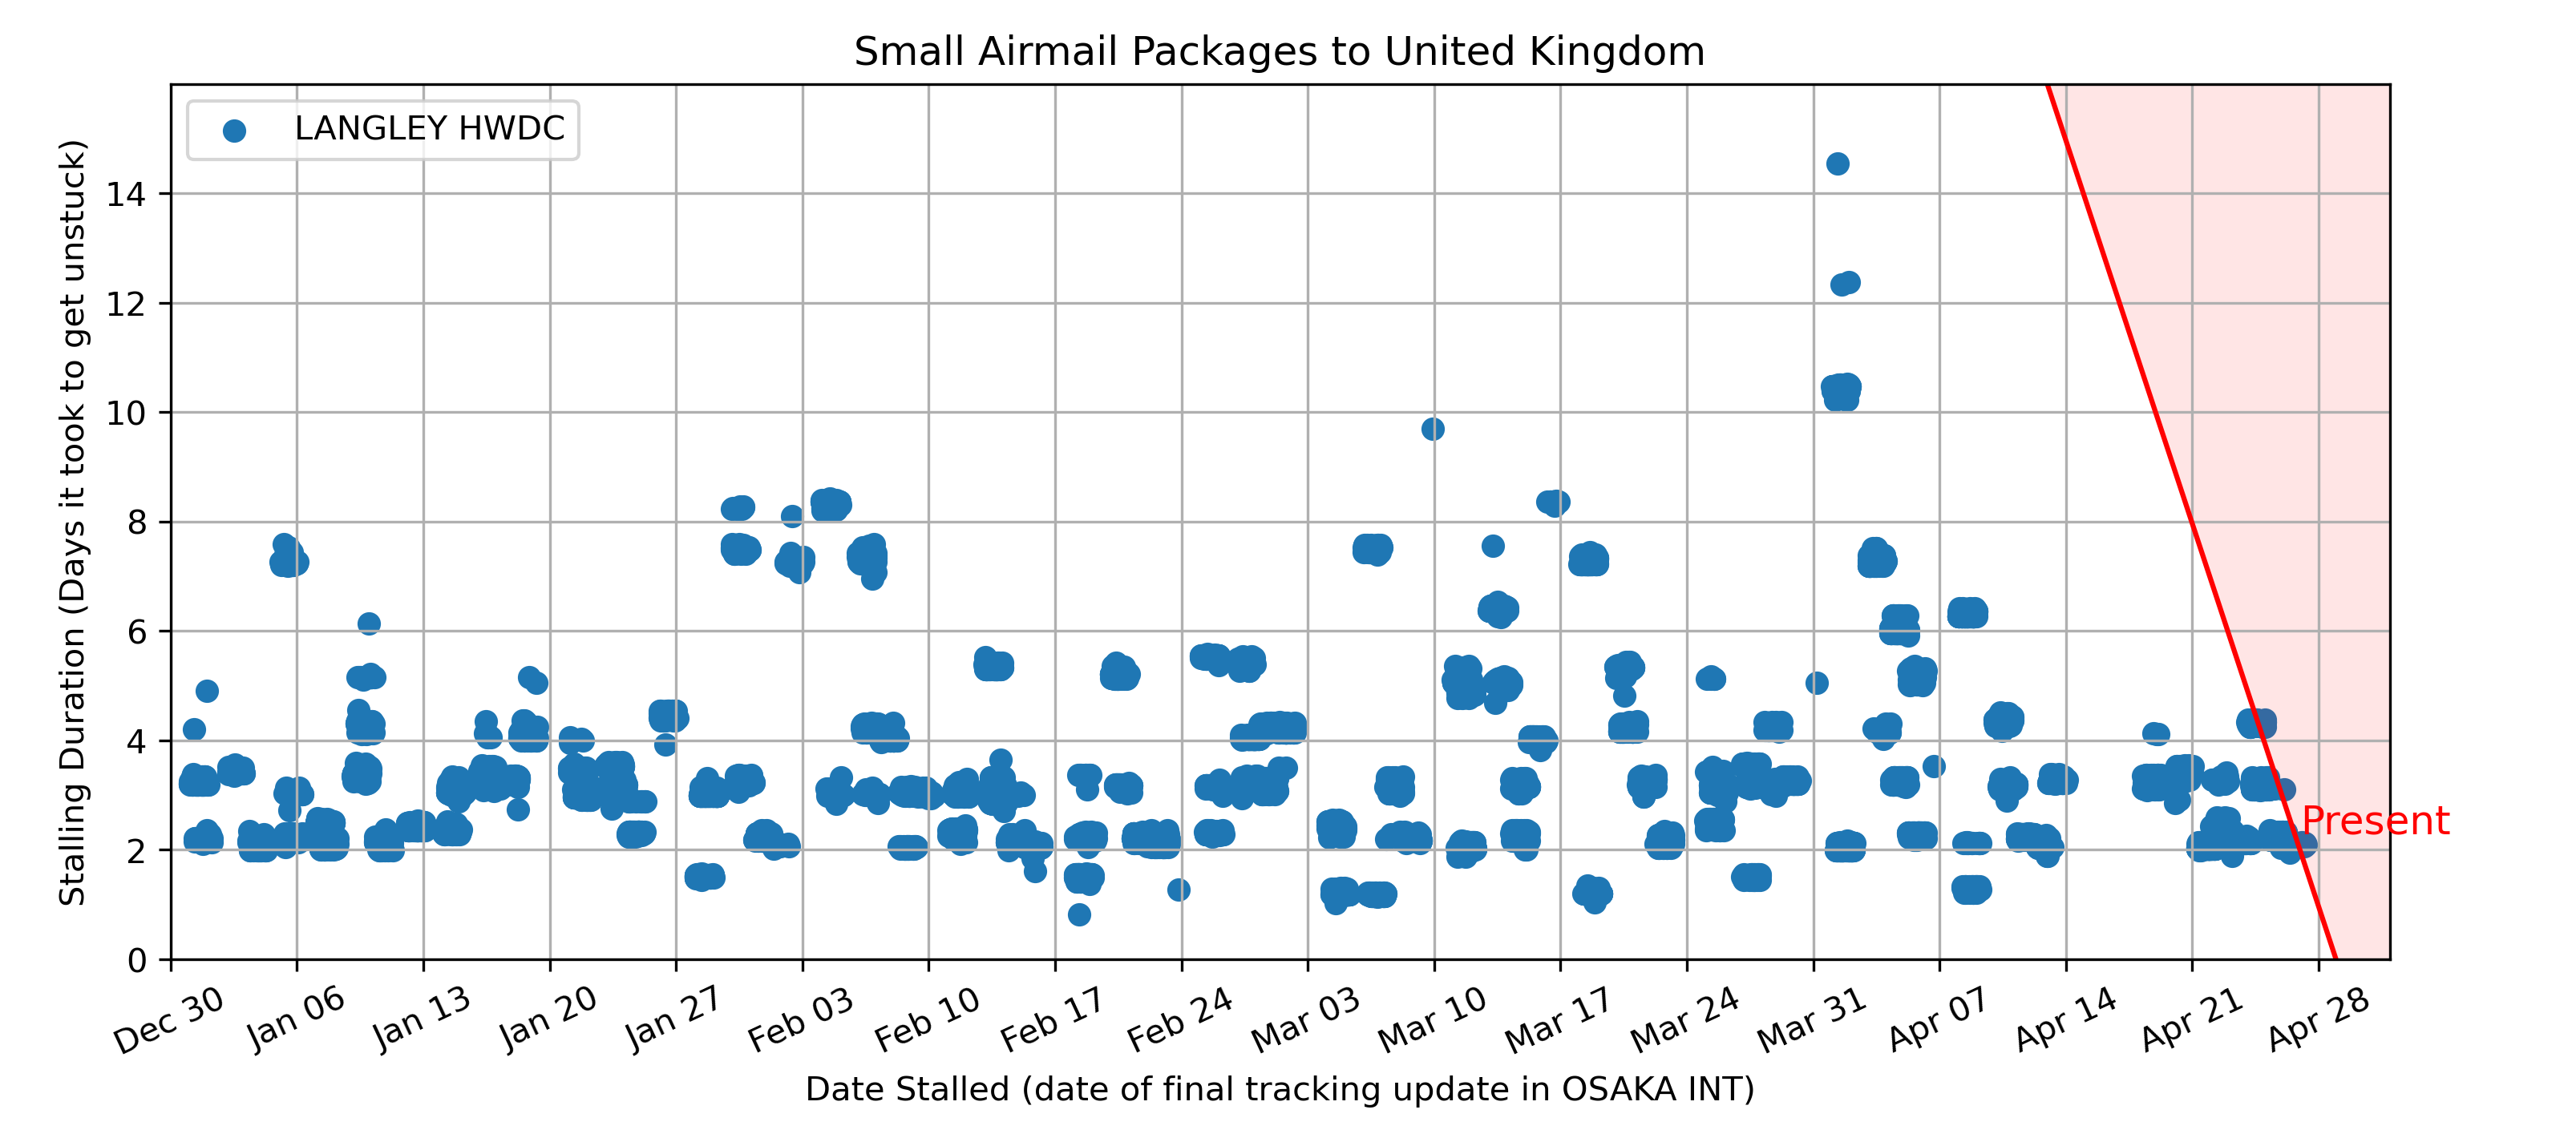 Small Airmail Packages to United Kingdom
LANGLEY HWDC
Stalling Duration (Days it took to get unstuck)
14
12
10
8
6
4
2
0
Present
Dec 30
Jan 06
Jan 13
Jan 20
Jan 27
Feb 03
Feb 10
Feb 17
Feb 24
Mar 03
Mar 10
Mar 17
Mar 24
Mar 31
Apr 07
Apr 14
Apr 21
Apr 28
Date Stalled (date of final tracking update in OSAKA INT)